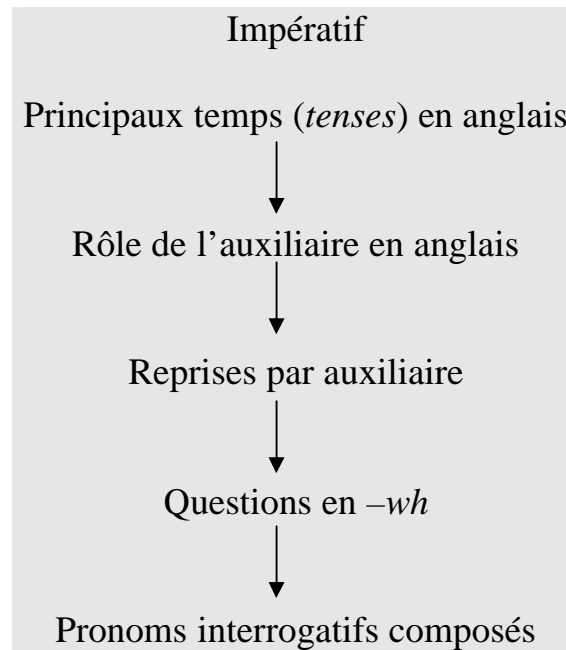 Impératif
Principaux temps (tenses) en anglais
Rôle de l’auxiliaire en anglais
Reprises par auxiliaire
Questions en –wh
Pronoms interrogatifs composés